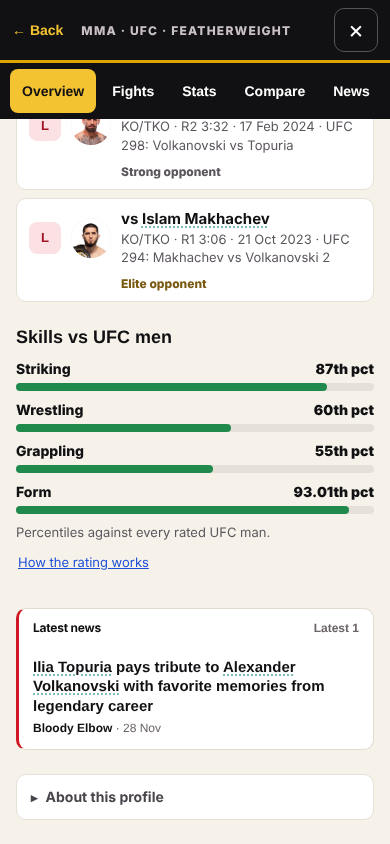 ← Back MMA · UFC · FEATHERWEIGHT ×
Overview Fights Stats Compare News
L
KO/TKO · R2 3:32 · 17 Feb 2024 · UFC
298: Volkanovski vs Topuria
Strong opponent
vs Islam Makhachev
L
KO/TKO · R1 3:06 · 21 Oct 2023 · UFC
294: Makhachev vs Volkanovski 2
Elite opponent
Skills vs UFC men
Striking 87th pct
Wrestling 60th pct
Grappling 55th pct
Form 93.01th pct
Percentiles against every rated UFC man.
How the rating works
Latest news Latest 1
Ilia Topuria pays tribute to Alexander
Volkanovski with favorite memories from
legendary career
Bloody Elbow · 28 Nov
▸ About this profile